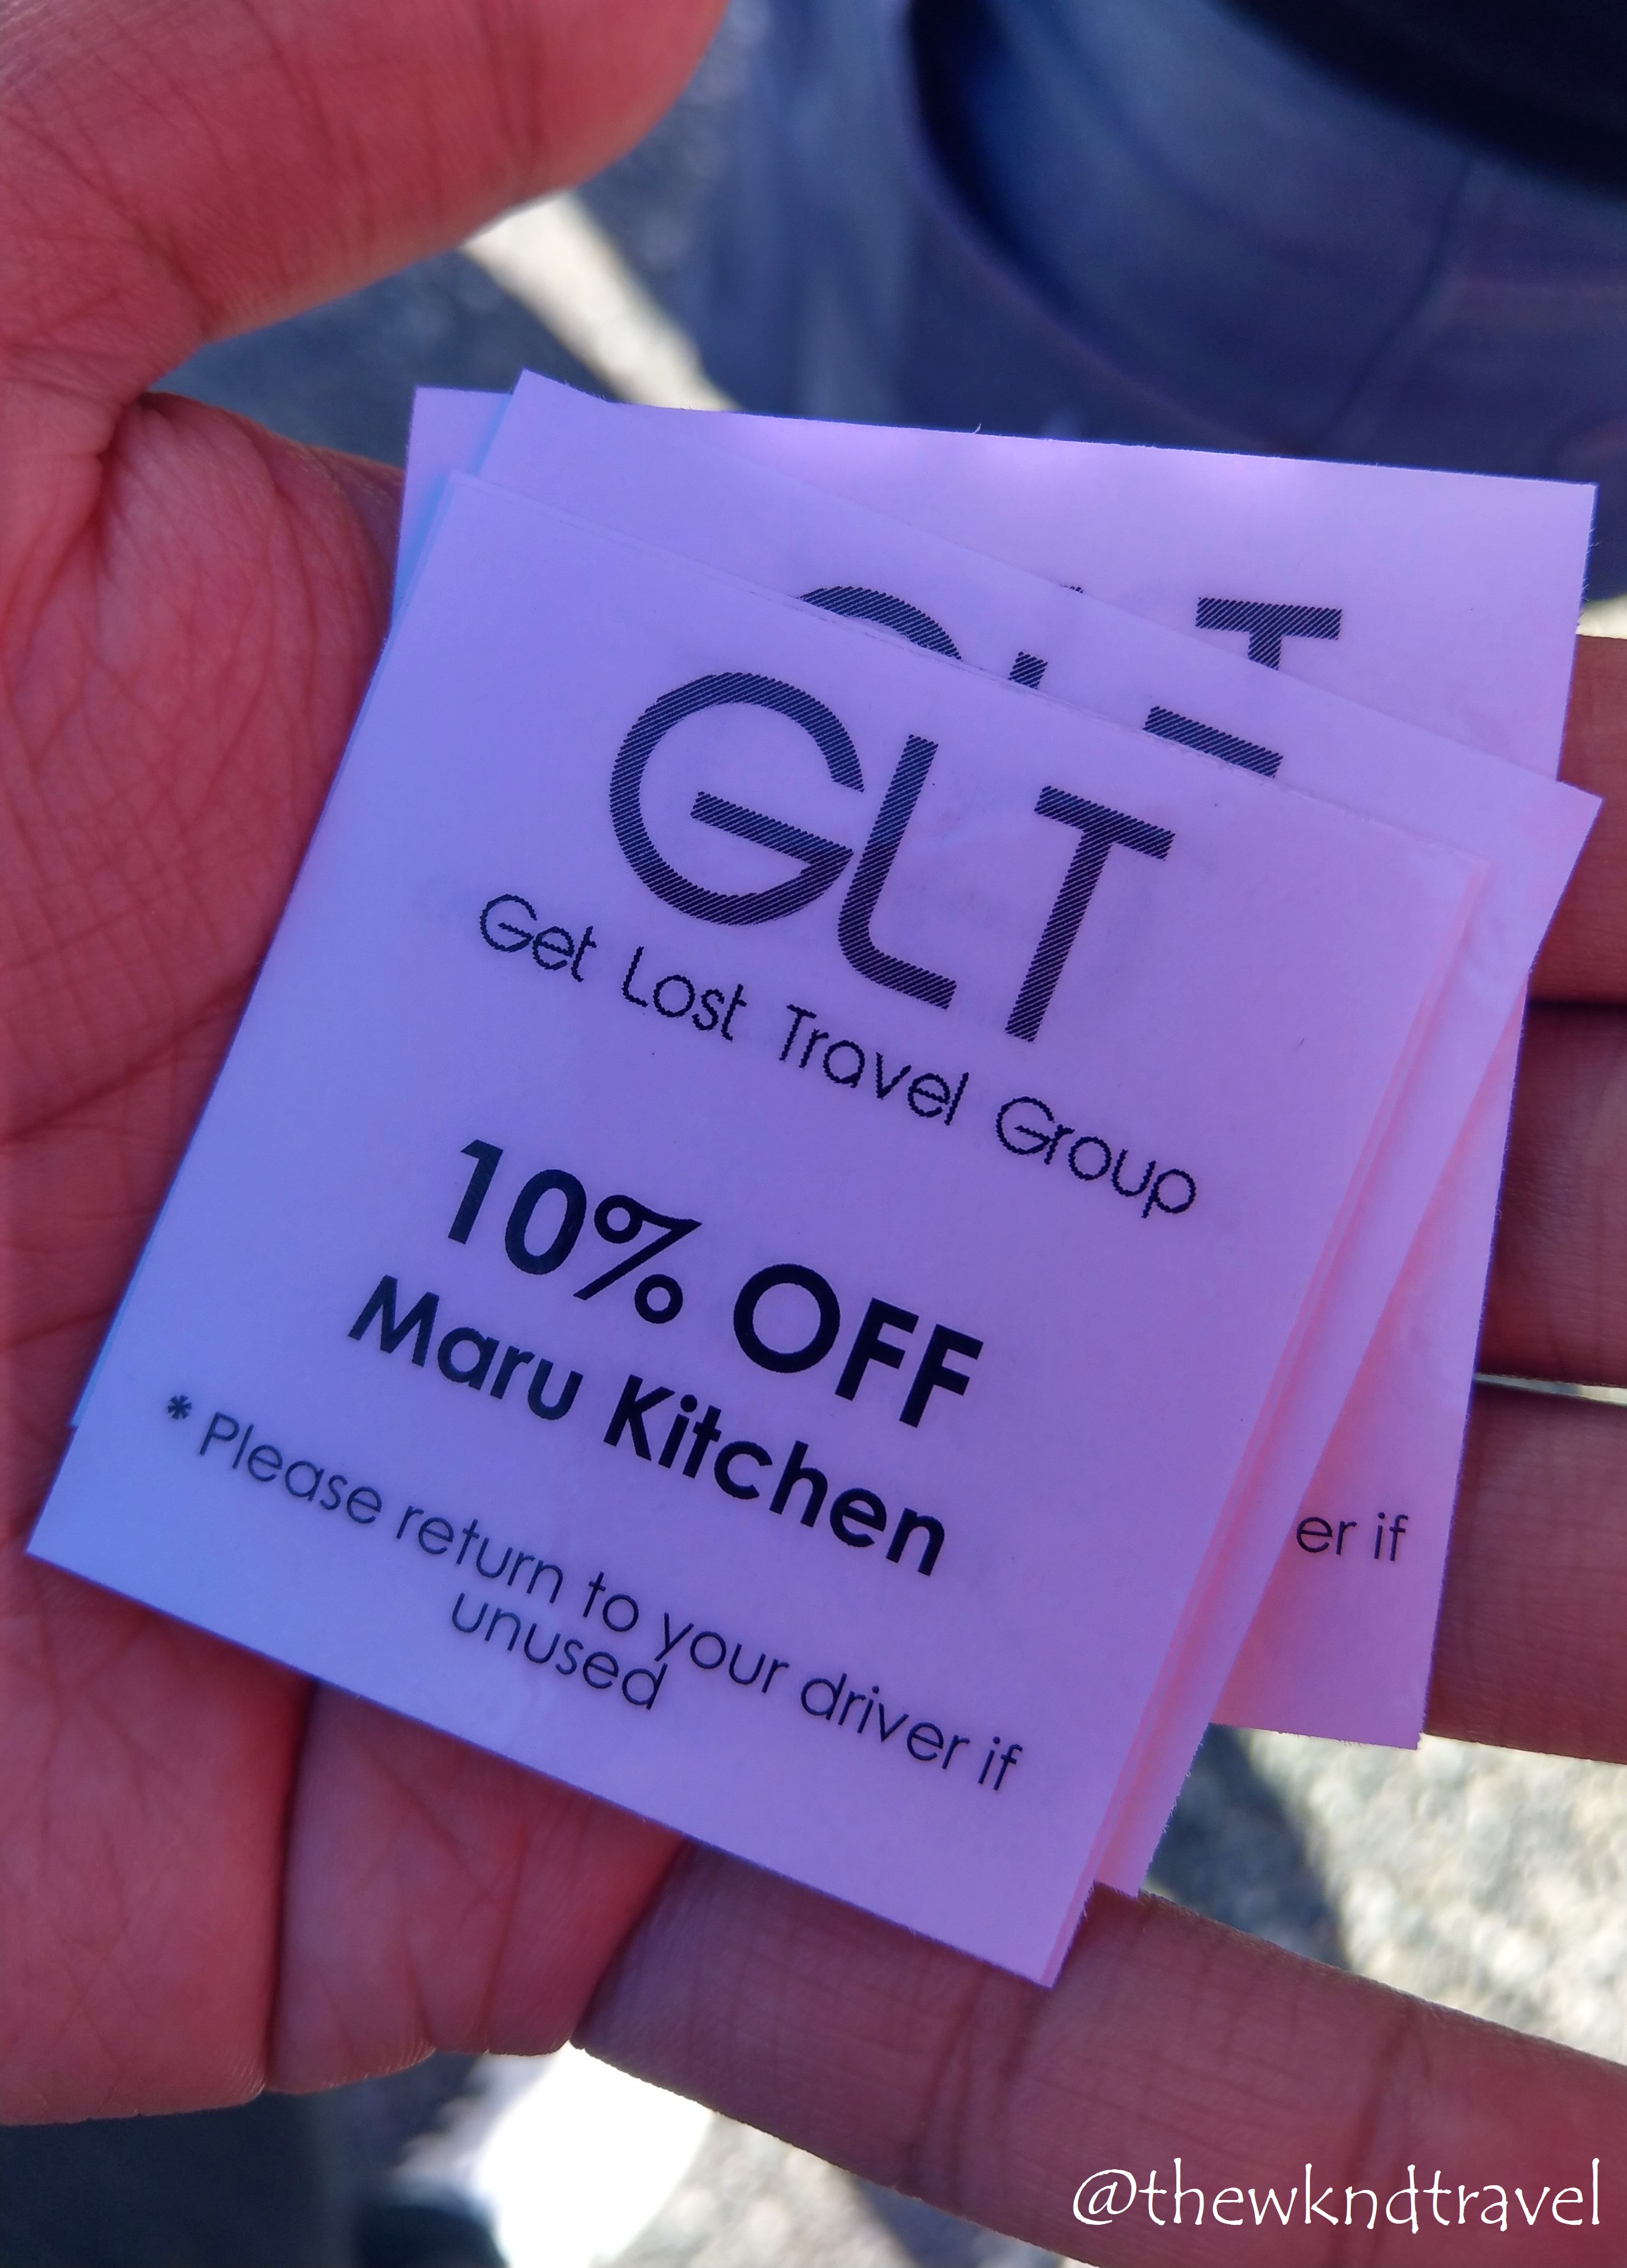 GLT
GLT
Get Lost Travel Group
10% OFF
Maru Kitchen
* Please return to your driver if
unused
er if
@thewkndtravel